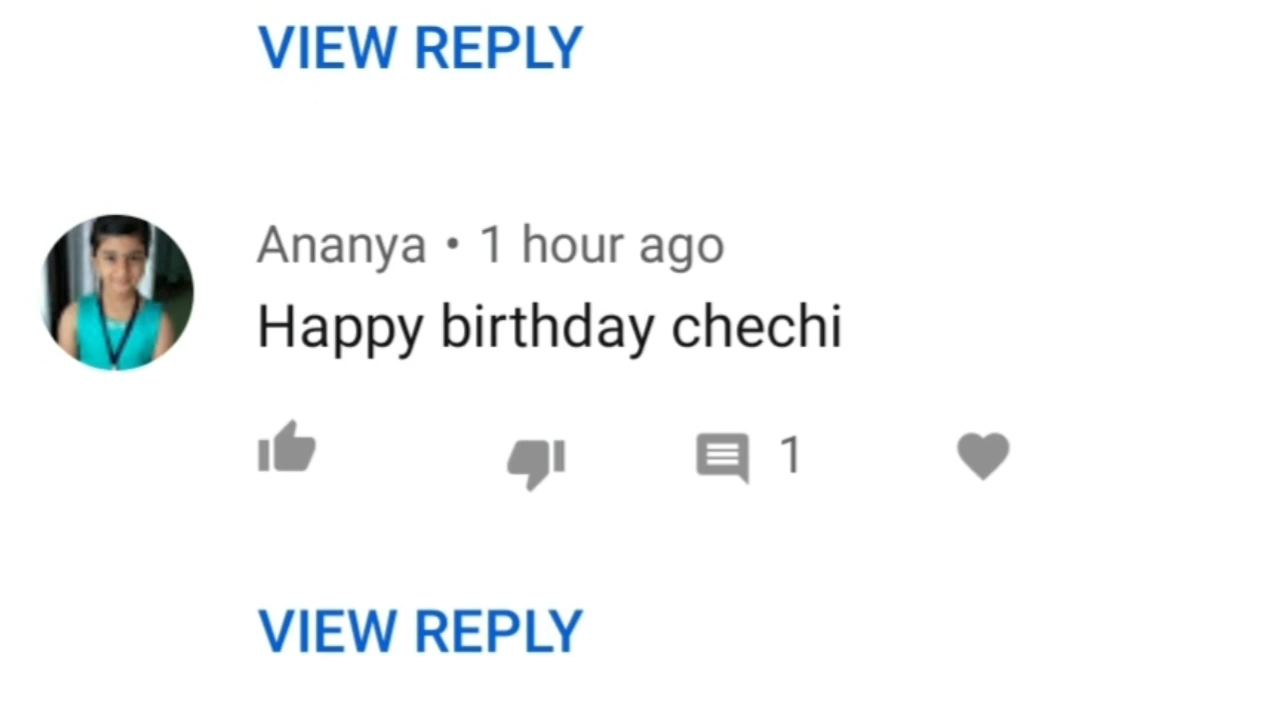 VIEW REPLY
Ananya • 1 hour ago
Happy birthday chechi
1
VIEW REPLY